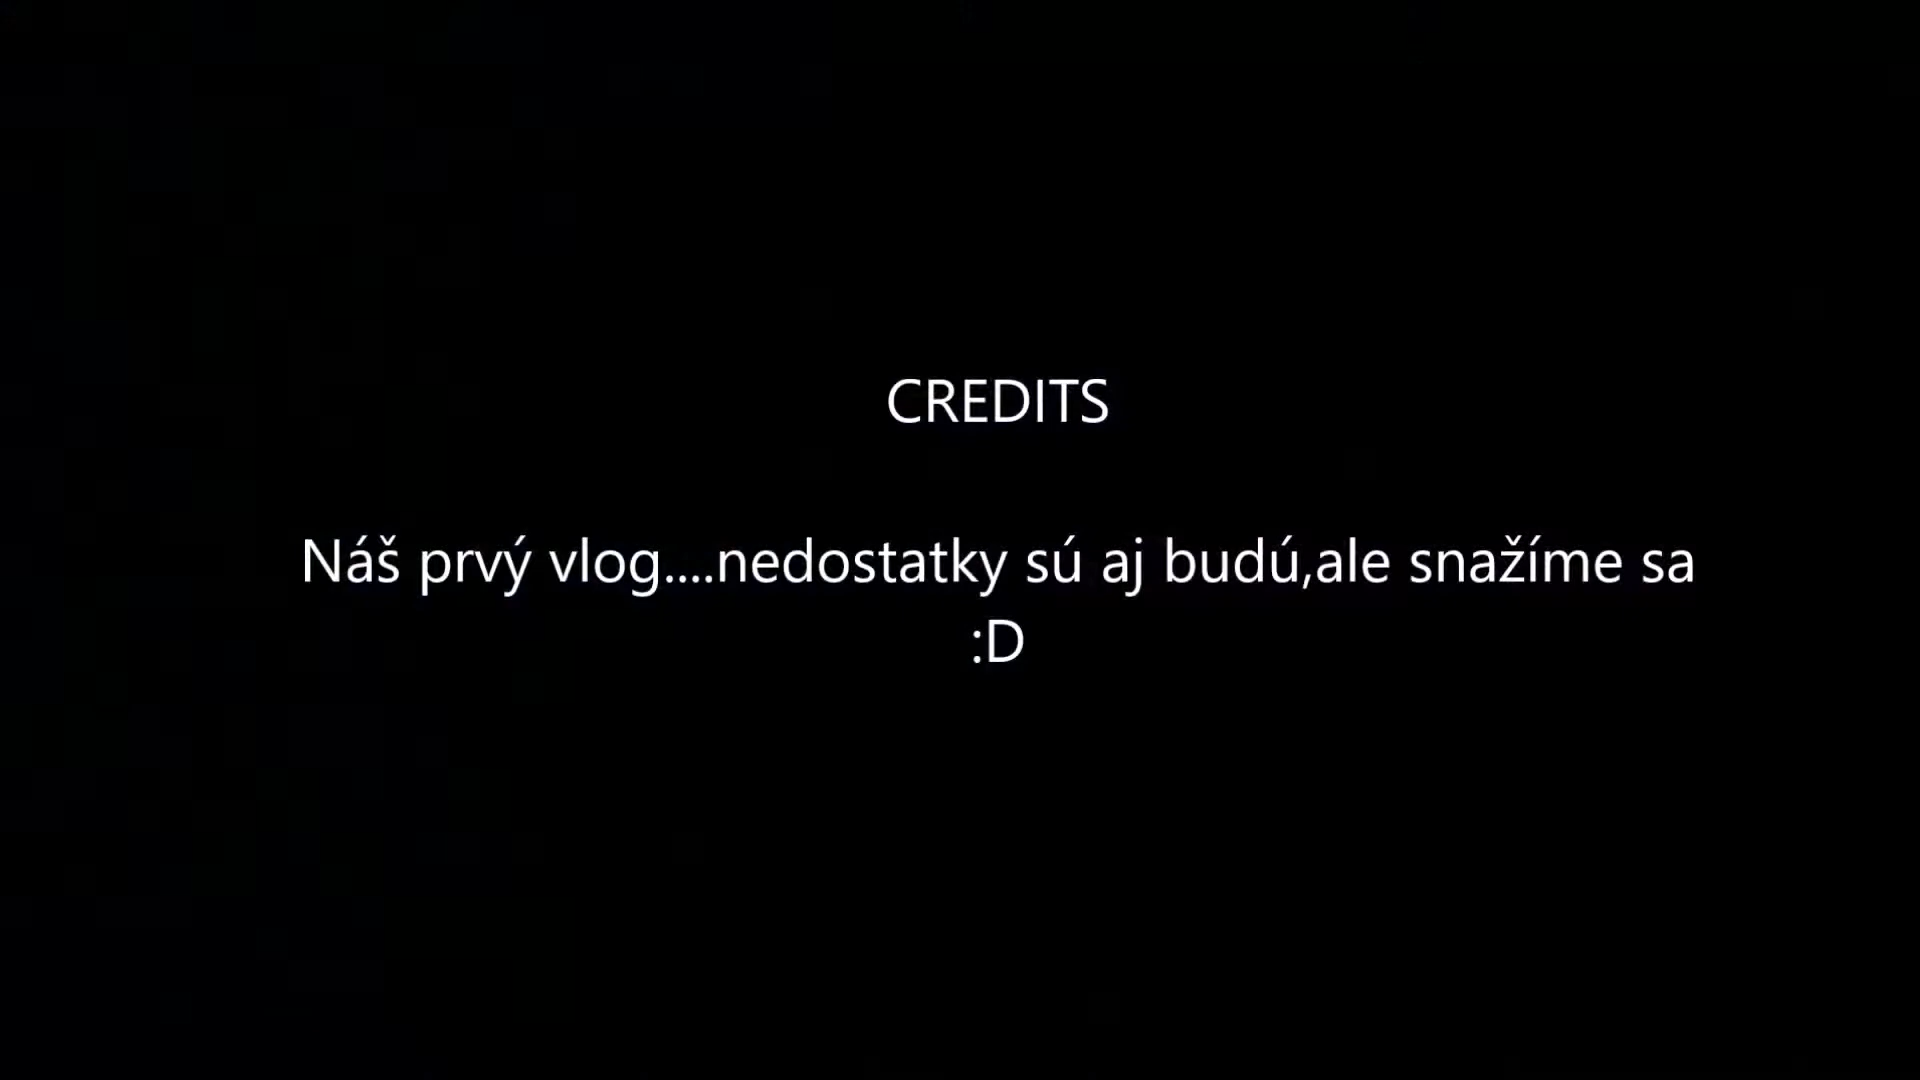 CREDITS
Náš prvý vlog....nedostatky sú aj budú,ale snažíme sa
:D